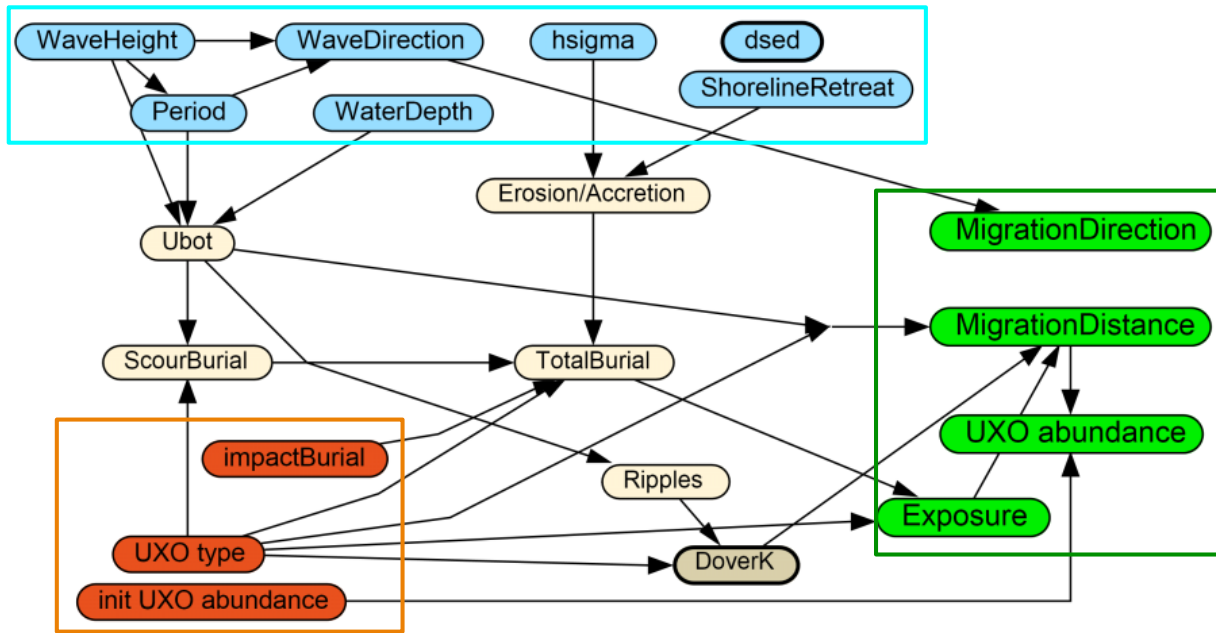 WaveHeight
WaveDirection
hsigma
dsed
Period
WaterDepth
ShorelineRetreat
Erosion/Accretion
Ubot
MigrationDirection
MigrationDistance
ScourBurial
TotalBurial
UXO abundance
impactBurial
Ripples
Exposure
UXO type
DoverK
init UXO abundance